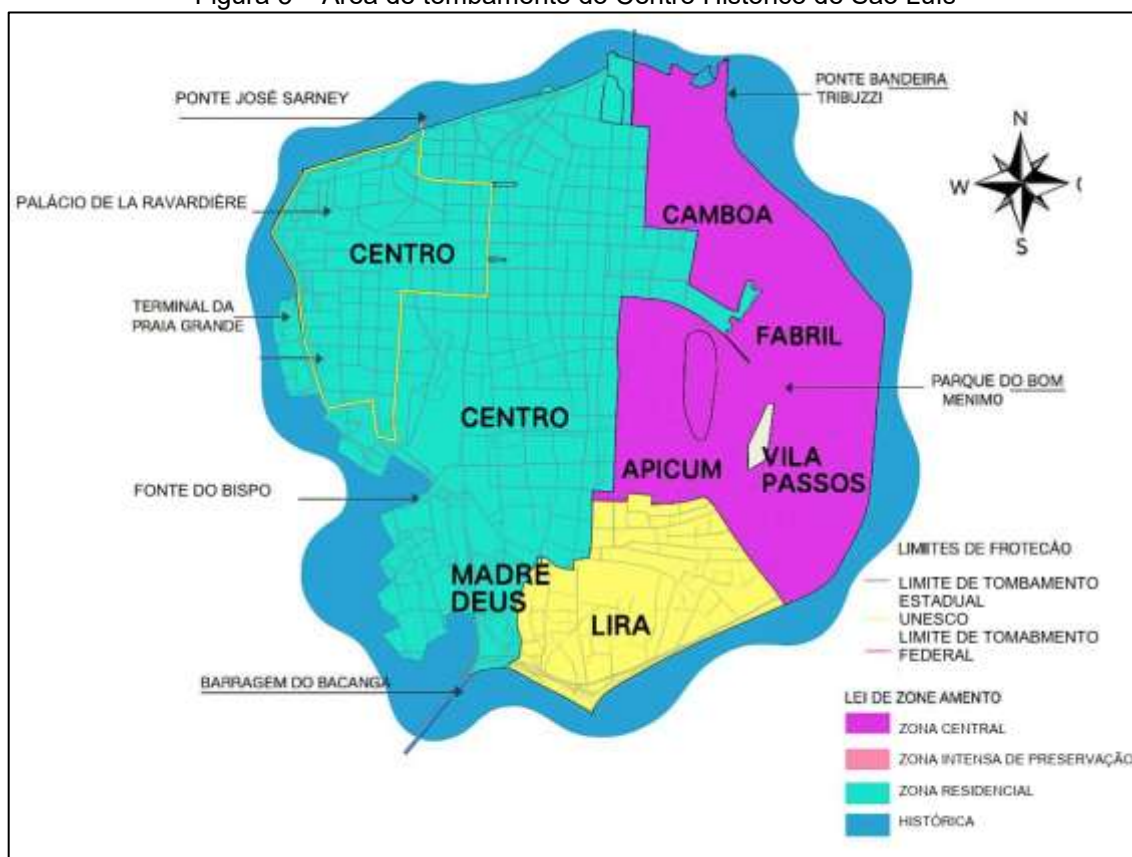 Figura 6 – Área de tombamento do Centro Histórico de São Luís
PONTE JOSÉ SARNEY
PONTE BANDEIRA
TRIBUZZI
N
W
S
PALÁCIO DE LA RAVARDIÈRE
CAMBOA
CENTRO
TERMINAL DA
PRAIA GRANDE
FABRIL
PARQUE DO BOM
MENIMO
CENTRO
APICUM
VILA
PASSOS
FONTE DO BISPO
MADRE
DEUS
LIRA
BARRAGEM DO BACANGA
LIMITES DE FROTECÃO
LIMITE DE TOMBAMENTO
ESTADUAL
UNESCO
LIMITE DE TOMABMENTO
FEDERAL
LEI DE ZONE AMENTO
ZONA CENTRAL
ZONA INTENSA DE PRESERVAÇÃO
ZONA RESIDENCIAL
HISTÓRICA